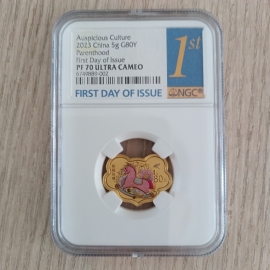 Auspicious Culture
2023 China 5g G80Y
Parenthood
First Day of Issue
PF 70 ULTRA CAMEO
1st
FIRST DAY OF ISSUE
NGC